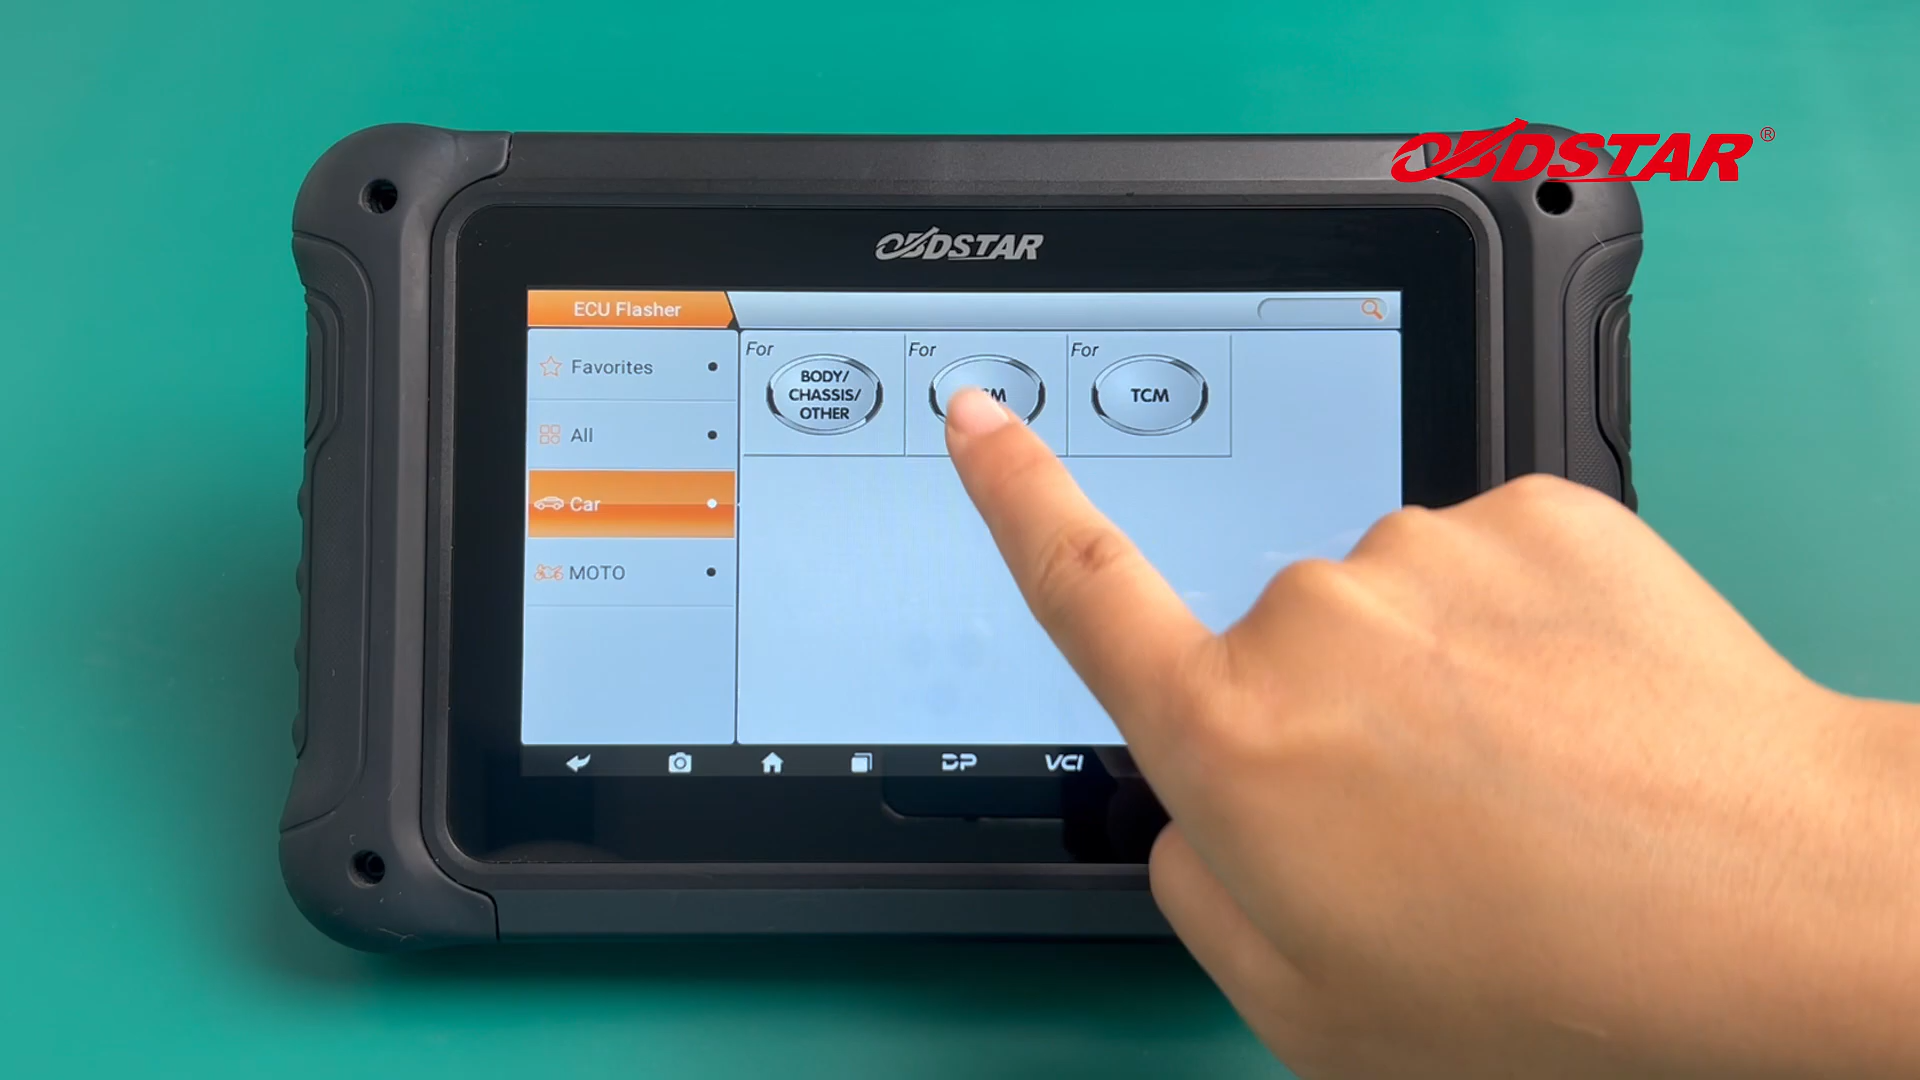 OBDSTAR®
OBDSTAR
ECU Flasher
Favorites
All
Car
MOTO
For
BODY/
CHASSIS/
OTHER
For
For
TCM
DP
VCI